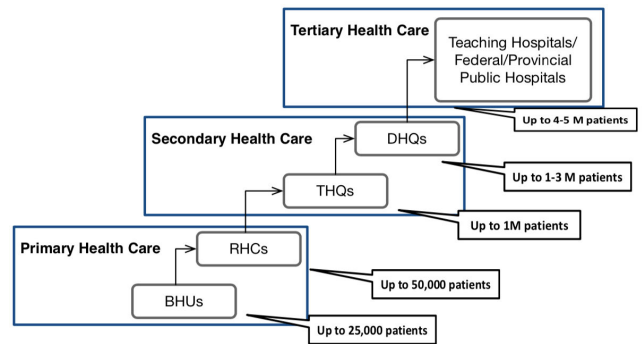 Tertiary Health Care
Teaching Hospitals/
Federal/Provincial
Public Hospitals
Up to 4-5 M patients
Secondary Health Care
DHQs
Up to 1-3 M patients
THQs
Up to 1M patients
Primary Health Care
RHCs
Up to 50,000 patients
BHUs
Up to 25,000 patients